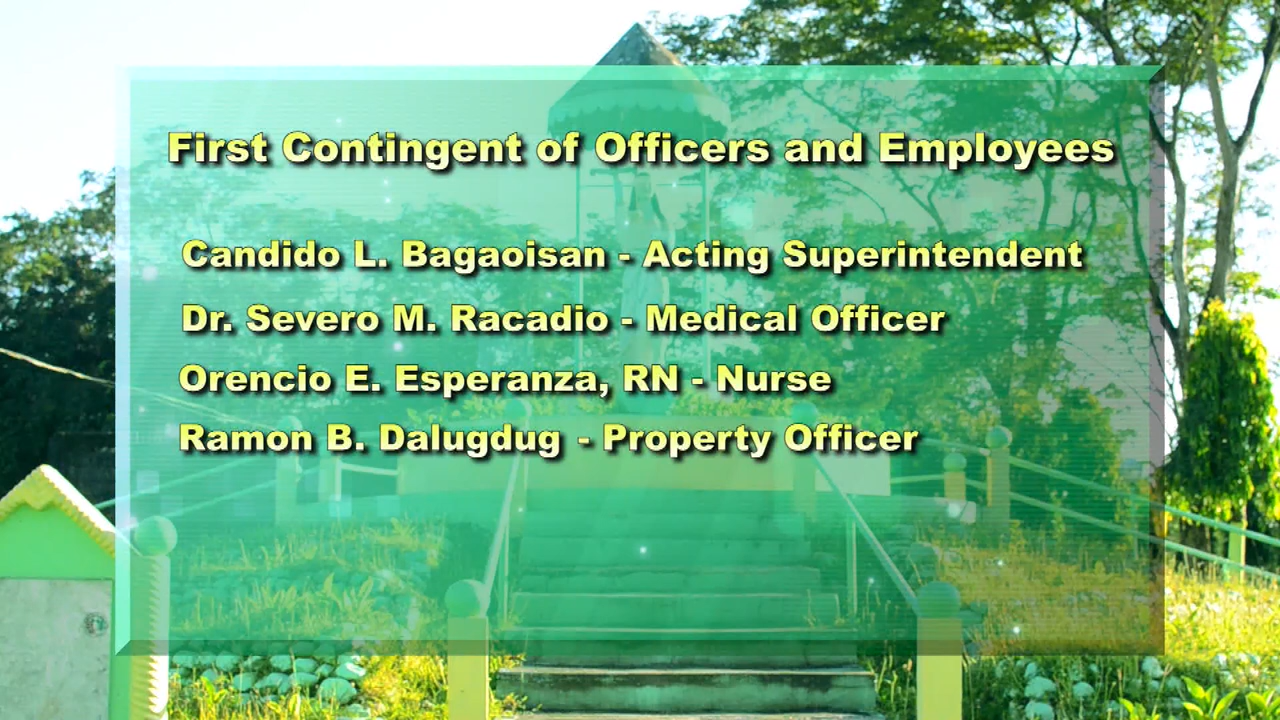 First Contingent of Officers and Employees
Candido L. Bagaoisan - Acting Superintendent
Dr. Severo M. Racadio - Medical Officer
Orencio E. Esperanza, RN - Nurse
Ramon B. Dalugdug - Property Officer